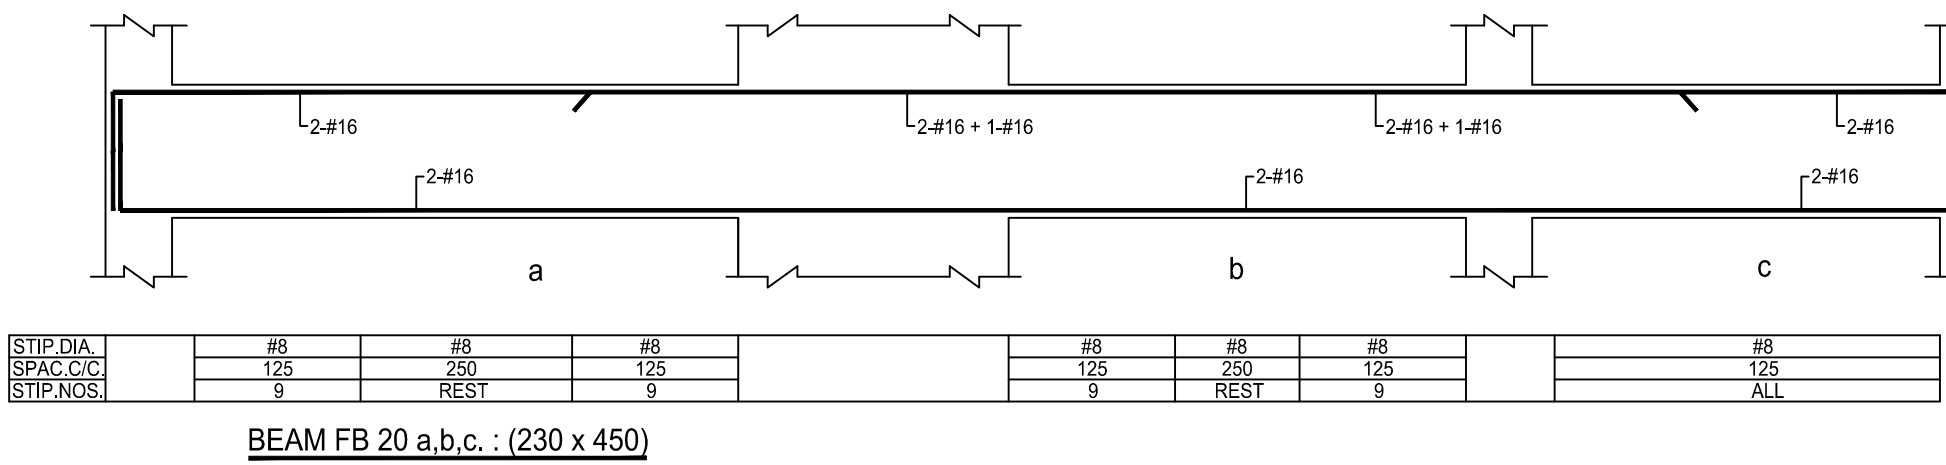 2-#16 2-#16 + 1-#16 2-#16 + 1-#16 2-#16
2-#16 2-#16 2-#16
a b c
STIP.DIA. #8 #8 #8 #8 #8 #8 #8
SPAC.C/C. 125 250 125 125 250 125 125
STIP.NOS. 9 REST 9 9 REST 9 ALL
BEAM FB 20 a,b,c. : (230 x 450)